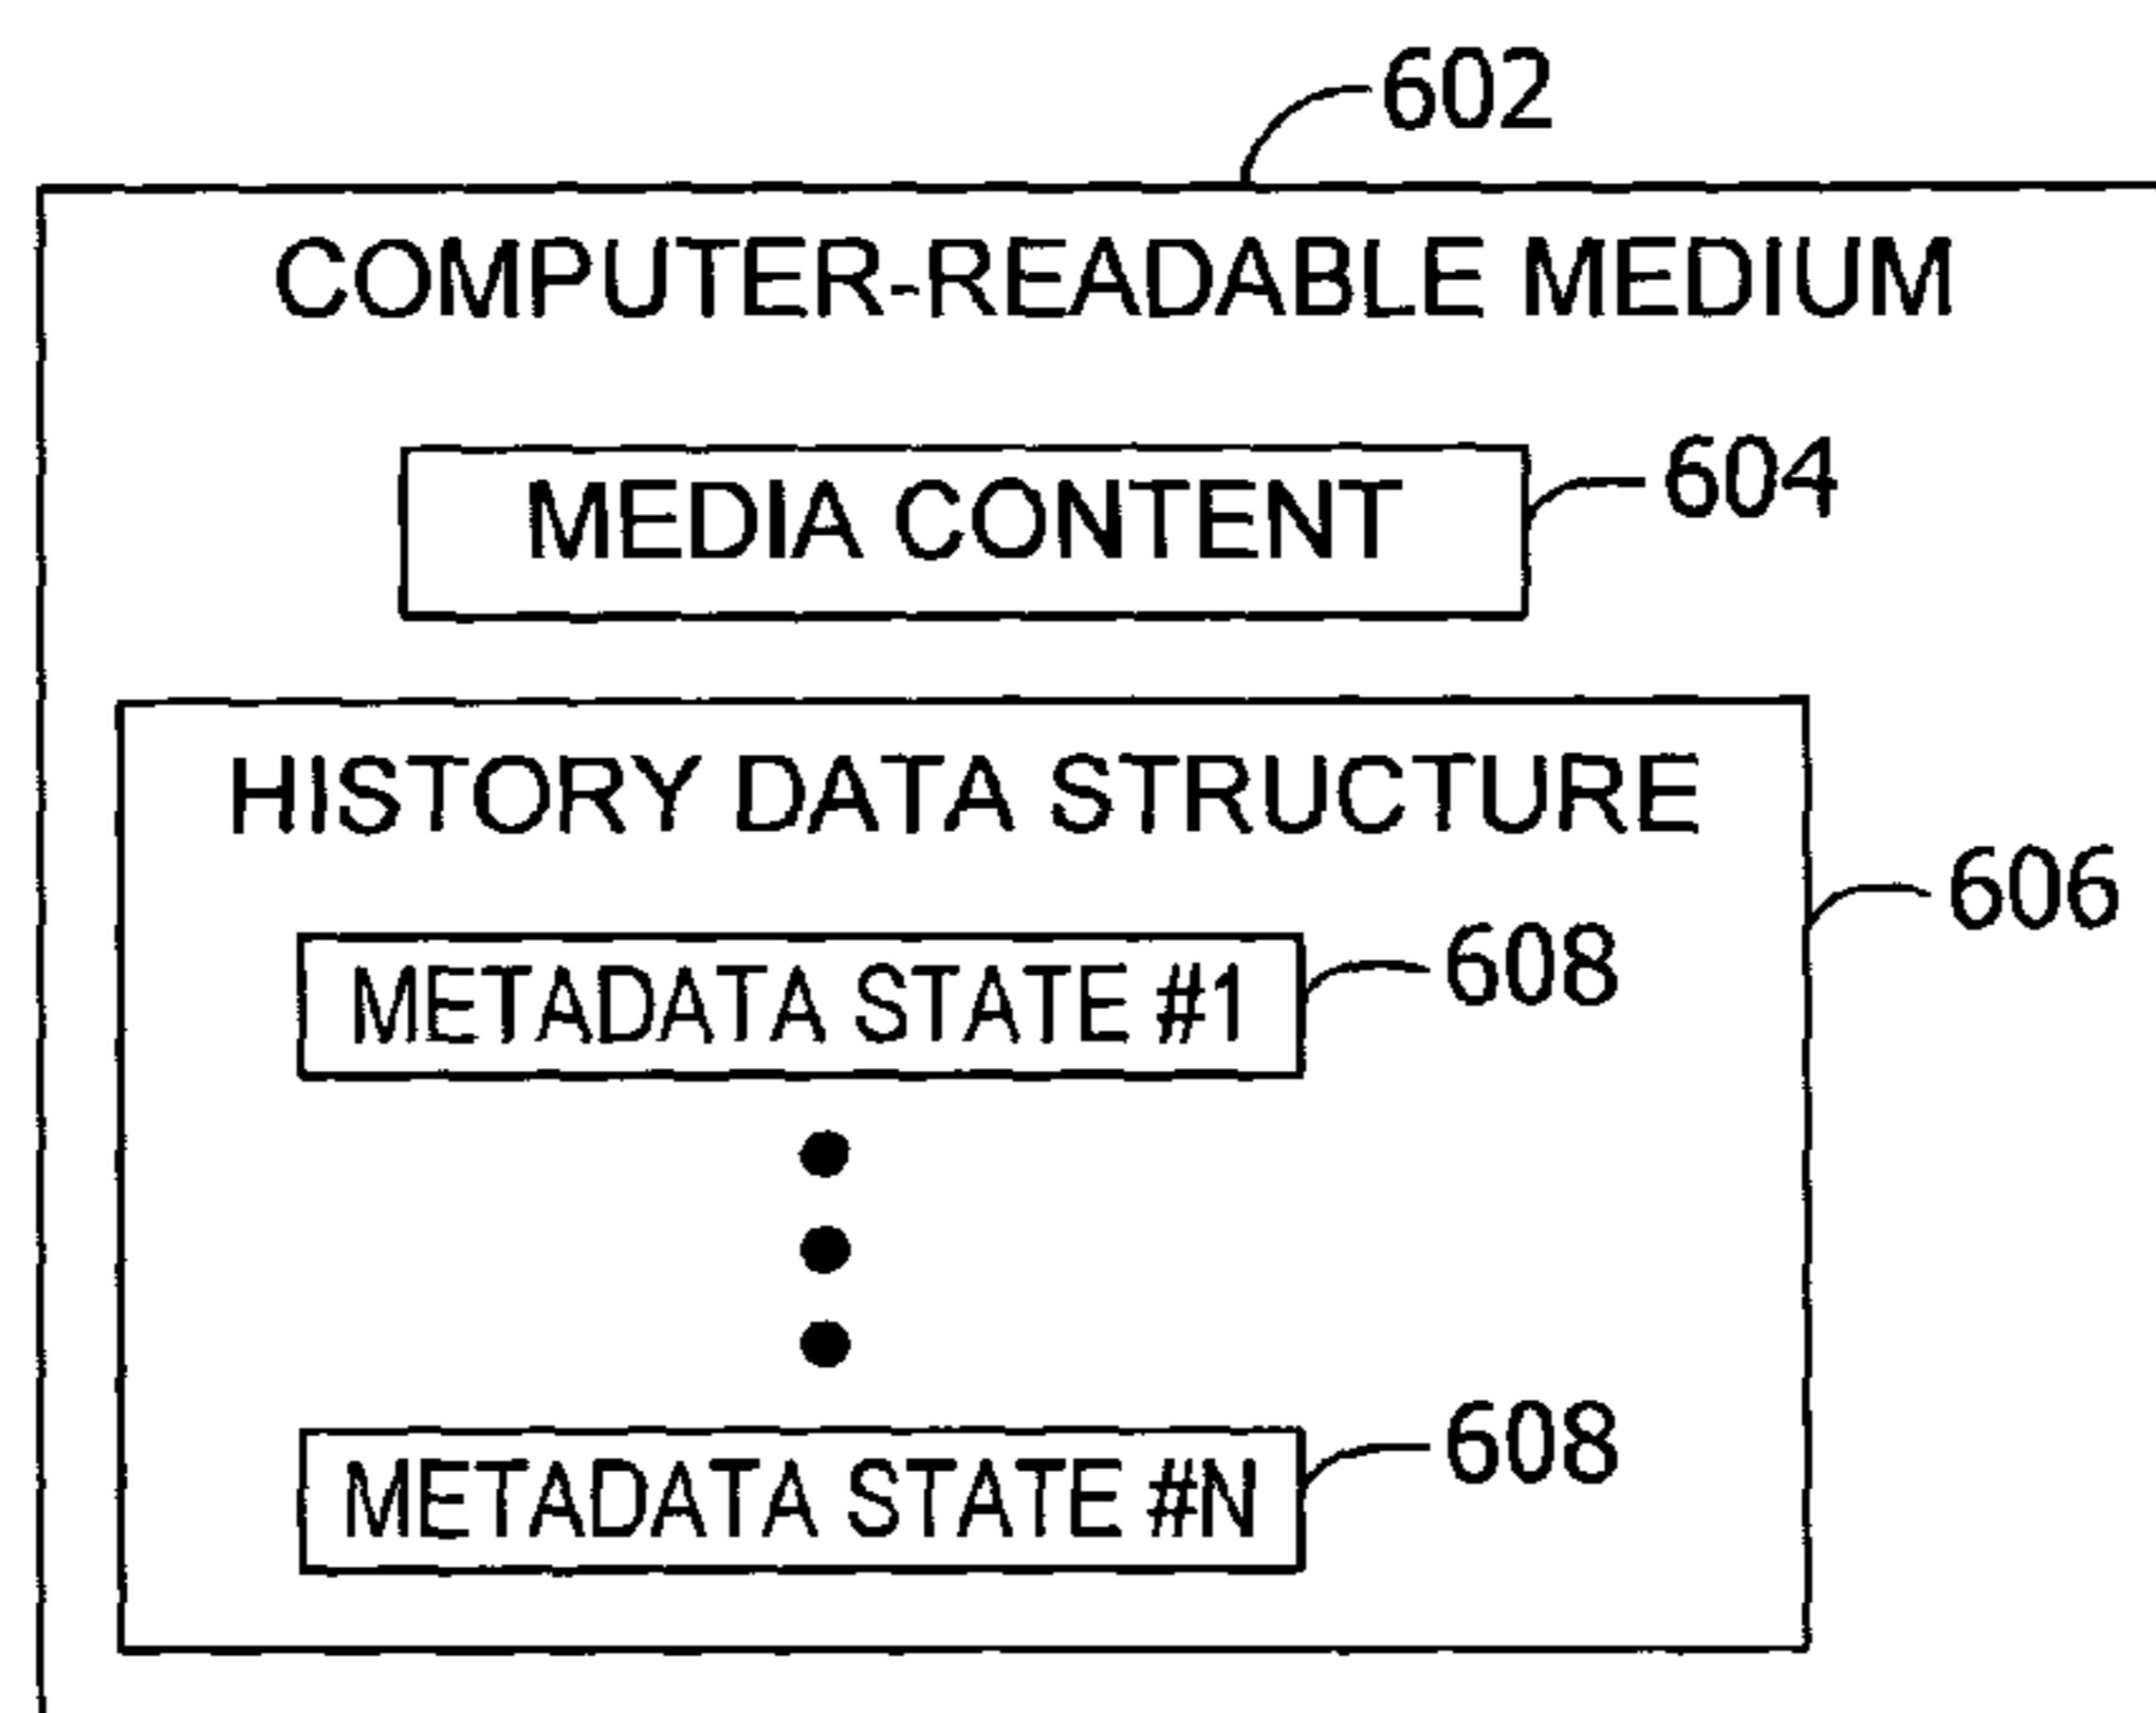 602
COMPUTER-READABLE MEDIUM
MEDIA CONTENT
604
HISTORY DATA STRUCTURE
606
METADATA STATE #1
608
METADATA STATE #N
608